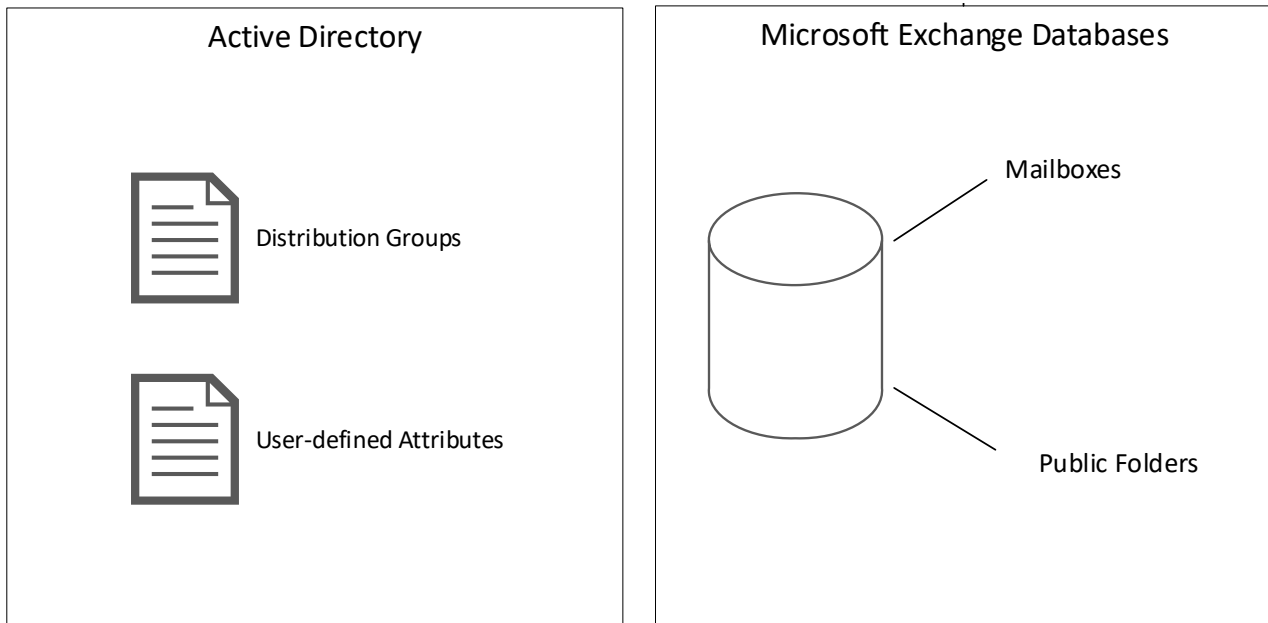 Active Directory
Distribution Groups
User-defined Attributes
Microsoft Exchange Databases
Mailboxes
Public Folders